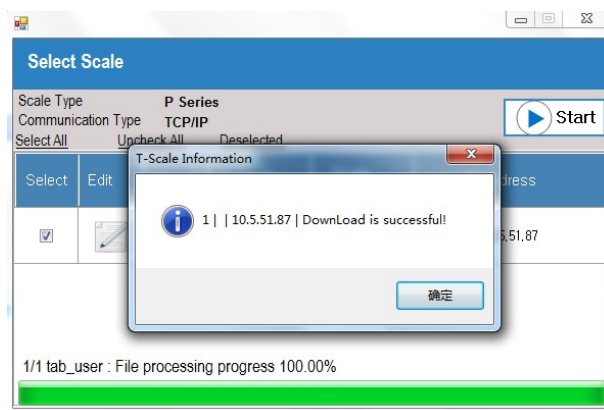 Select Scale
Scale Type P Series
Communication Type TCP/IP
Select All Uncheck All Deselected
Start
T-Scale Information
Select Edit dress
1 | | 10.5.51.87 | DownLoad is successful!
5,51,87
确定
1/1 tab_user : File processing progress 100.00%